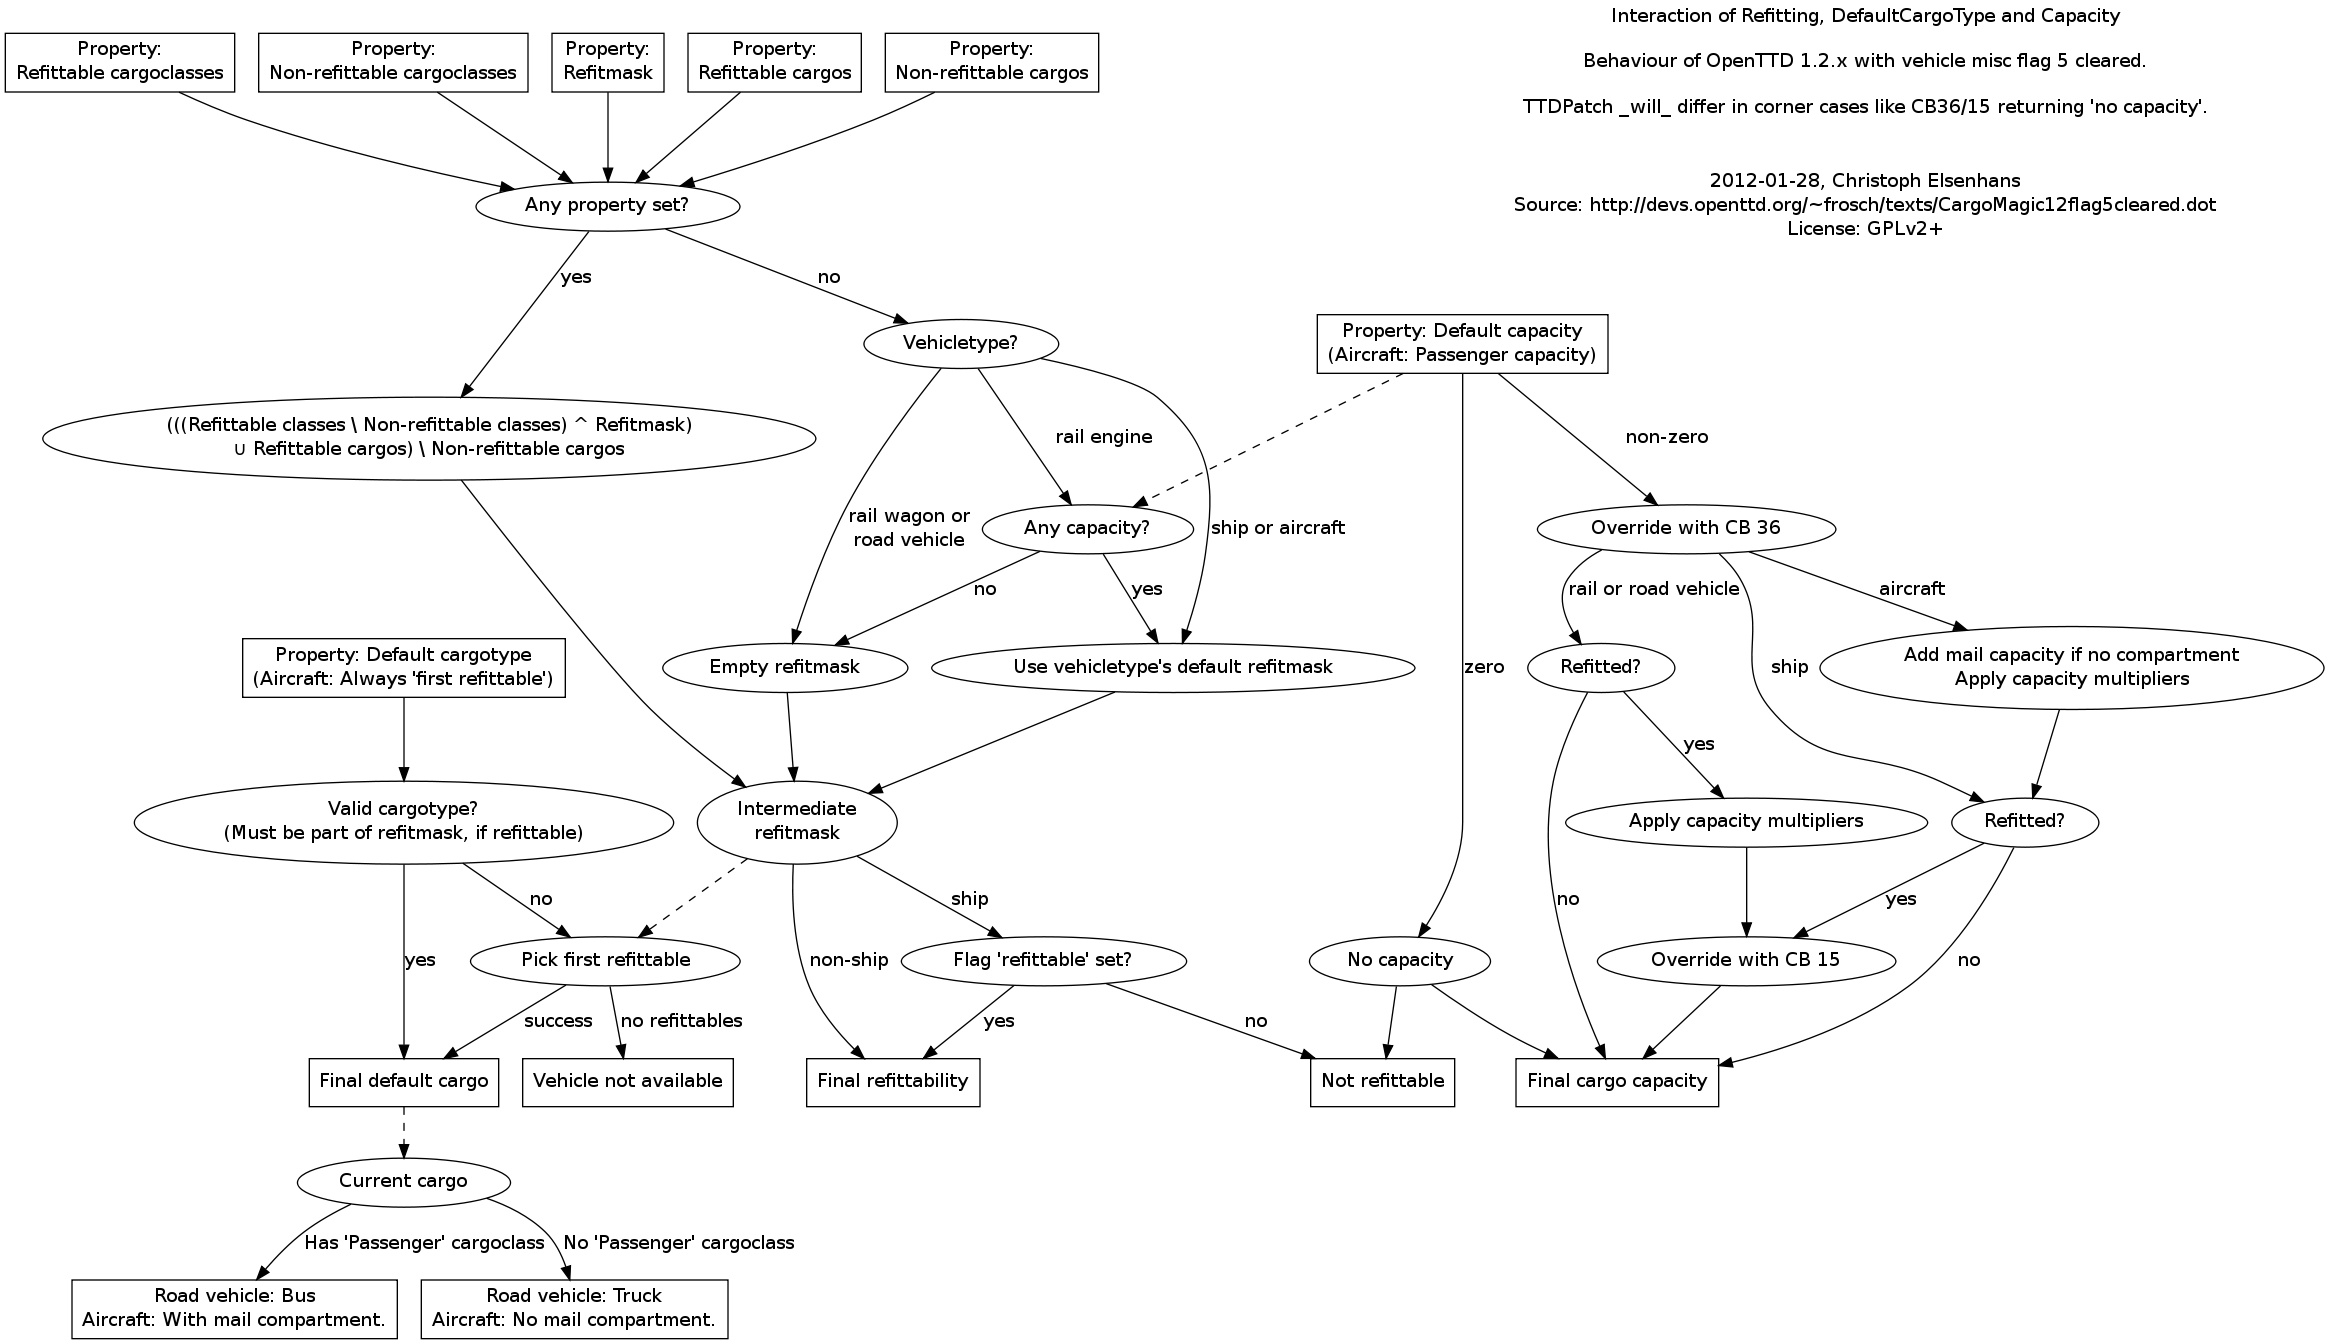 Interaction of Refitting, DefaultCargoType and Capacity
Behaviour of OpenTTD 1.2.x with vehicle misc flag 5 cleared.
TTDPatch _will_ differ in corner cases like CB36/15 returning 'no capacity'.
2012-01-28, Christoph Elsenhans
Source: http://devs.openttd.org/~frosch/texts/CargoMagic12flag5cleared.dot
License: GPLv2+
Property:
Refittable cargoclasses
Property:
Non-refittable cargoclasses
Property:
Refitmask
Property:
Refittable cargos
Property:
Non-refittable cargos
Any property set?
yes
no
Vehicletype?
Property: Default capacity
(Aircraft: Passenger capacity)
(((Refittable classes \ Non-refittable classes) ^ Refitmask)
∪ Refittable cargos) \ Non-refittable cargos
rail engine
non-zero
rail wagon or
road vehicle
Any capacity?
ship or aircraft
Override with CB 36
no
yes
rail or road vehicle
aircraft
Property: Default cargotype
(Aircraft: Always 'first refittable')
Empty refitmask
Use vehicletype's default refitmask
zero
Refitted?
ship
Add mail capacity if no compartment
Apply capacity multipliers
yes
Valid cargotype?
(Must be part of refitmask, if refittable)
Intermediate
refitmask
Apply capacity multipliers
Refitted?
no
ship
no
yes
yes
Pick first refittable
non-ship
Flag 'refittable' set?
No capacity
Override with CB 15
no
success
no refittables
yes
no
Final default cargo
Vehicle not available
Final refittability
Not refittable
Final cargo capacity
Current cargo
Has 'Passenger' cargoclass
No 'Passenger' cargoclass
Road vehicle: Bus
Aircraft: With mail compartment.
Road vehicle: Truck
Aircraft: No mail compartment.